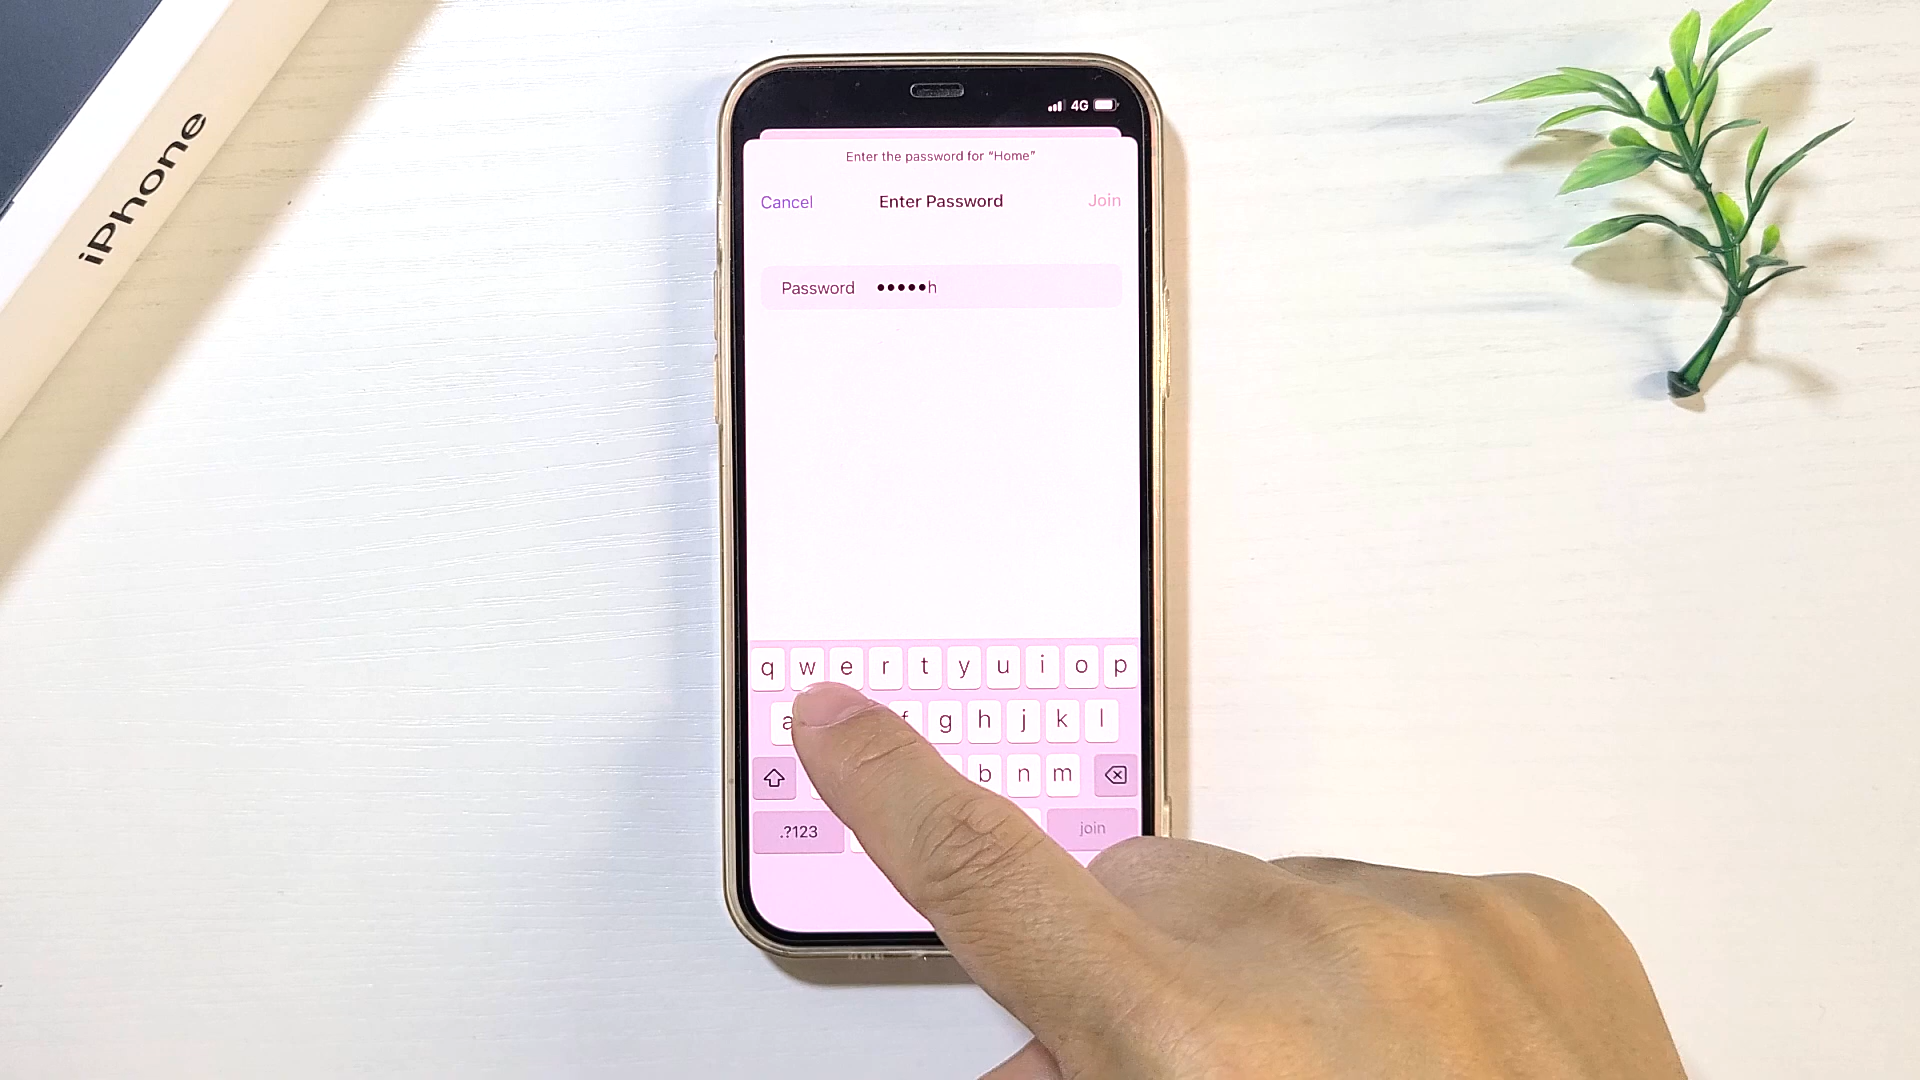 iPhone
4G
Enter the password for “Home”
Cancel Enter Password Join
Password •••••h
q w e r t y u i o p
a f g h j k l
b n m
.?123 join